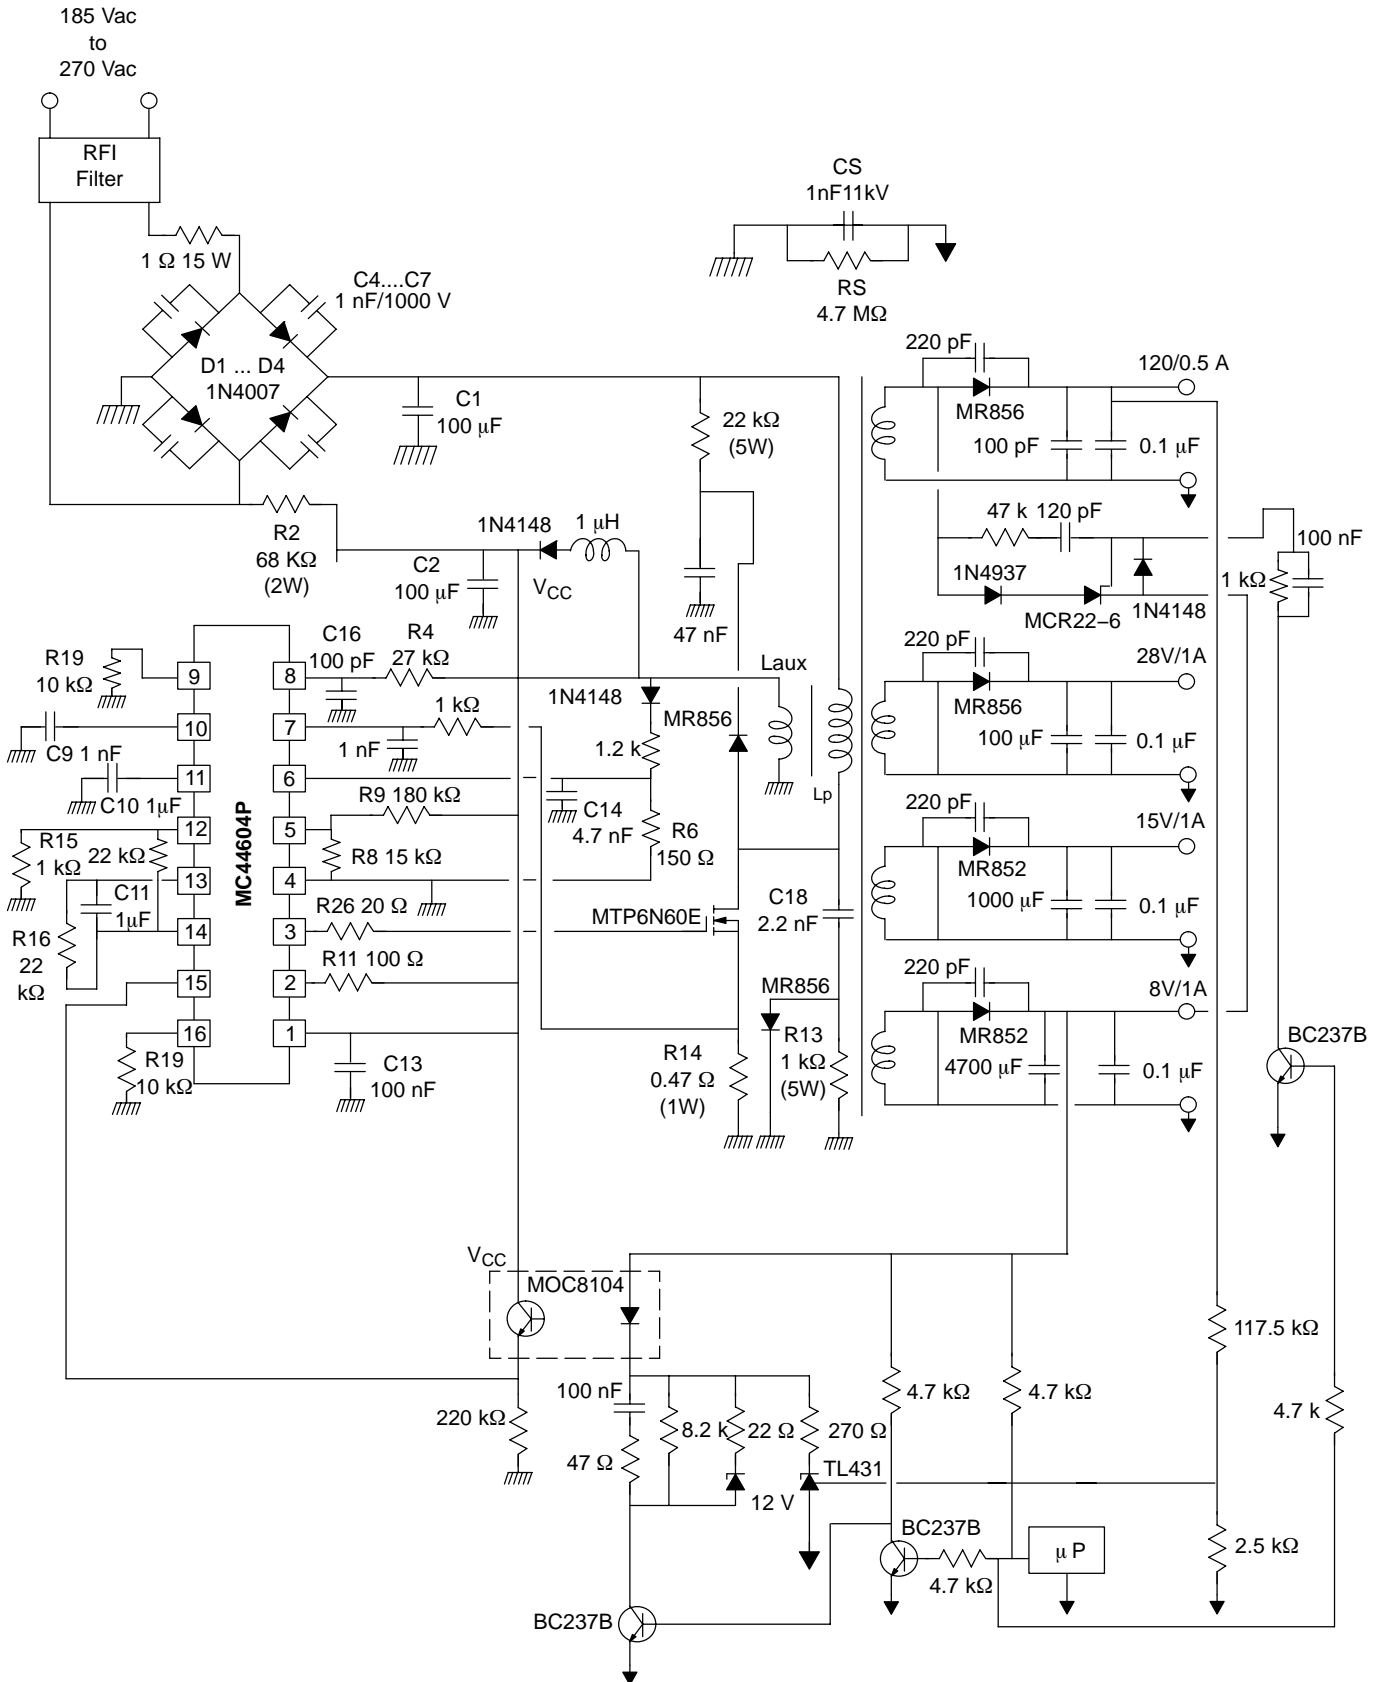 185 Vac
to
270 Vac
RFI
Filter
1 Ω 15 W
C4....C7
1 nF/1000 V
D1 ... D4
1N4007
C1
100 µF
CS
1nF11kV
RS
4.7 MΩ
22 kΩ
(5W)
R2
68 KΩ
(2W)
C2
100 µF
1N4148
1 µH
VCC
47 nF
220 pF
MR856
100 pF
0.1 µF
120/0.5 A
47 k
120 pF
1N4937
MCR22–6
1N4148
1 kΩ
100 nF
R19
10 kΩ
C9 1 nF
C10 1µF
R15
1 kΩ
22 kΩ
C11
1µF
R16
22
kΩ
R19
10 kΩ
9
10
11
12
13
14
15
16
MC44604P
8
7
6
5
4
3
2
1
C16
100 pF
R4
27 kΩ
1 kΩ
1 nF
R9 180 kΩ
R8 15 kΩ
R26 20 Ω
R11 100 Ω
C13
100 nF
1N4148
MR856
1.2 k
C14
4.7 nF
R6
150 Ω
Laux
Lp
MTP6N60E
C18
2.2 nF
MR856
R14
0.47 Ω
(1W)
R13
1 kΩ
(5W)
220 pF
MR856
100 µF
0.1 µF
28V/1A
220 pF
MR852
1000 µF
0.1 µF
15V/1A
220 pF
MR852
4700 µF
0.1 µF
8V/1A
BC237B
VCC
MOC8104
220 kΩ
100 nF
47 Ω
8.2 k
22 Ω
12 V
270 Ω
TL431
4.7 kΩ
4.7 kΩ
117.5 kΩ
4.7 k
BC237B
4.7 kΩ
µ P
2.5 kΩ
BC237B